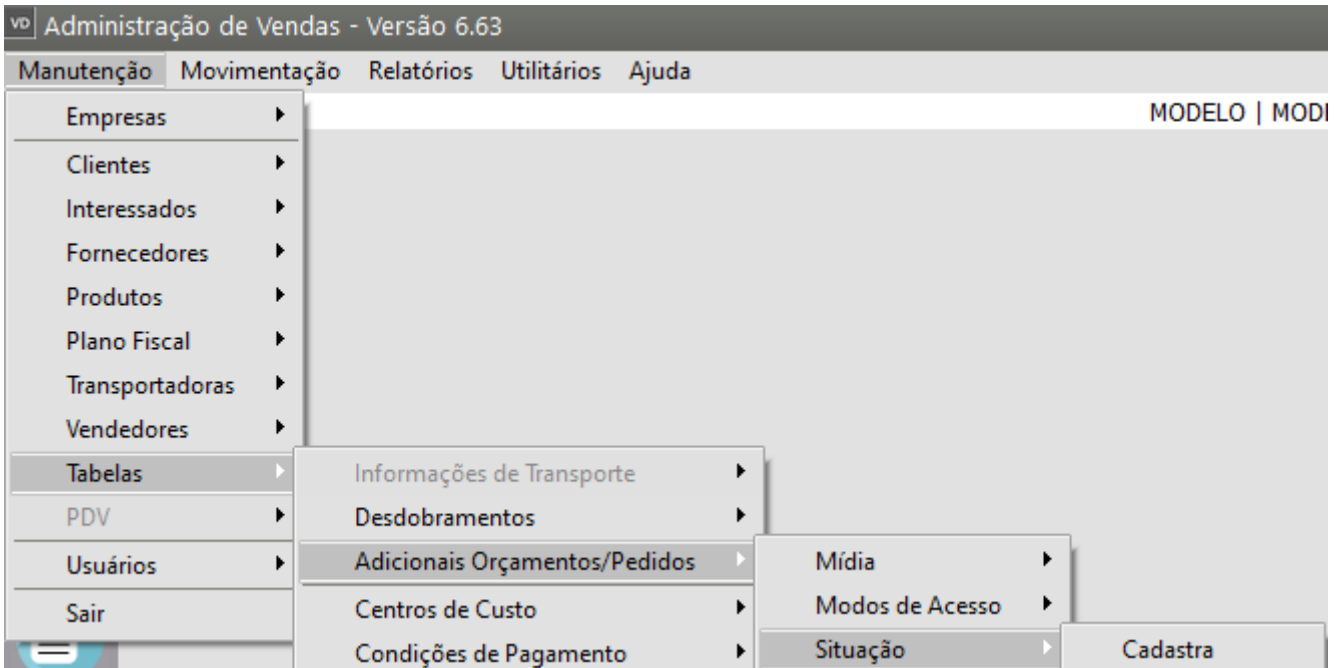 VD Administração de Vendas - Versão 6.63
Manutenção Movimentação Relatórios Utilitários Ajuda
MODELO |
Empresas
Clientes
Interessados
Fornecedores
Produtos
Plano Fiscal
Transportadoras
Vendedores
Tabelas
PDV
Usuários
Sair
Informações de Transporte
Desdobramentos
Adicionais Orçamentos/Pedidos
Centros de Custo
Condições de Pagamento
Mídia
Modos de Acesso
Situação
Cadastra